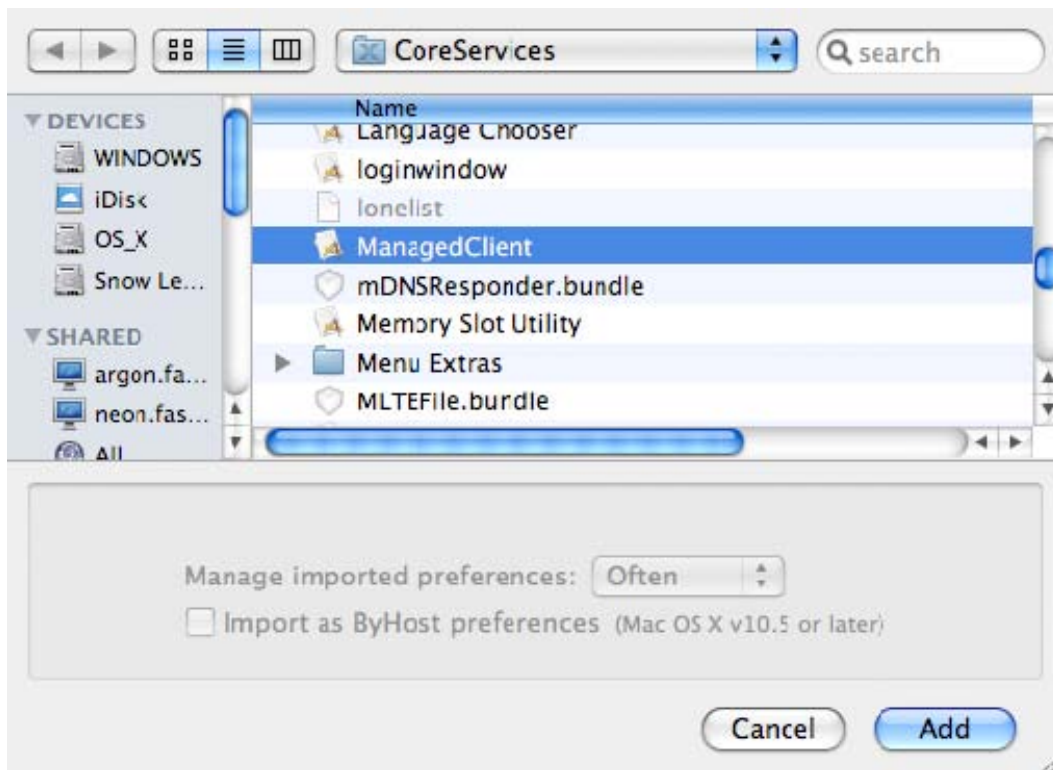 CoreServices
search
DEVICES
WINDOWS
iDisk
OS_X
Snow Le...
SHARED
argon.fa...
neon.fas...
All
Name
Language Chooser
loginwindow
lonelist
ManagedClient
mDNSResponder.bundle
Memory Slot Utility
Menu Extras
MLTEFile.bundle
Manage imported preferences: Often
Import as ByHost preferences (Mac OS X v10.5 or later)
Cancel Add